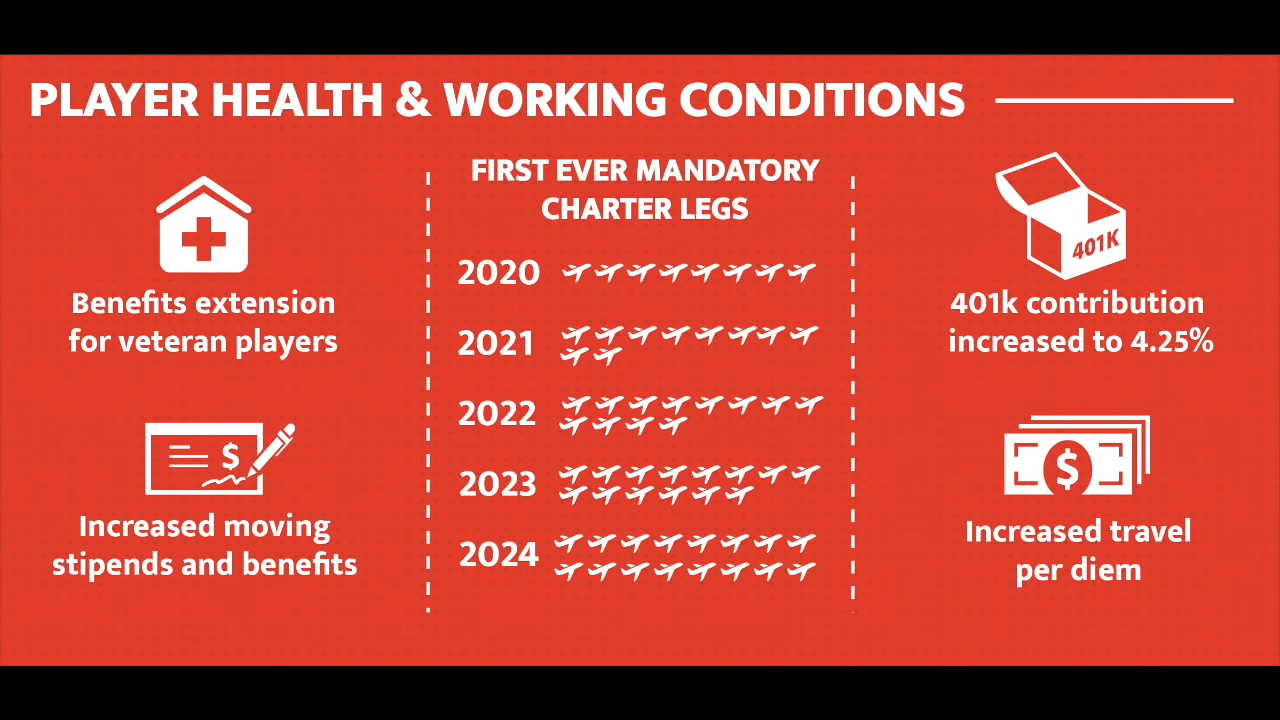 PLAYER HEALTH & WORKING CONDITIONS
Benefits extension
for veteran players
$
Increased moving
stipends and benefits
FIRST EVER MANDATORY
CHARTER LEGS
2020
2021
2022
2023
2024
401K
401k contribution
increased to 4.25%
$
Increased travel
per diem